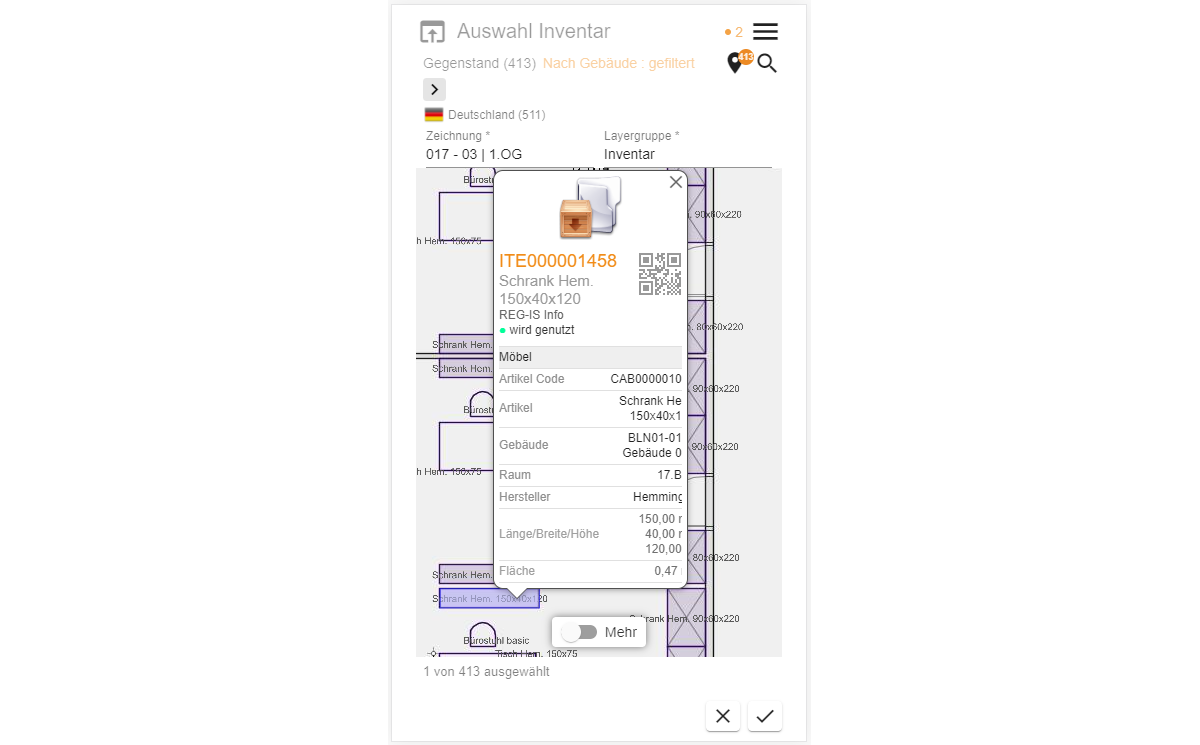 Auswahl Inventar
2
Gegenstand (413) Nach Gebäude : gefiltert
413
Deutschland (511)
Zeichnung * Layergruppe *
017 - 03 | 1.OG Inventar
Bürostu
90x60x220
h Hem. 150x75
ITE000001458
Schrank Hem.
150x40x120
REG-IS Info
wird genutzt
80x60x220
Schrank Hem.
Möbel
Schrank Hem.
Artikel Code CAB0000010
90x60x220
Artikel Schrank He
150x40x1
Bürostu
Gebäude BLN01-01
Gebäude 0
90x60x220
h Hem. 150x75
Raum 17.B
Hersteller Hemming
Länge/Breite/Höhe 150,00
40,00
120,00
80x60x220
Schrank Hem.
Fläche 0,47
Schrank Hem. 150x40x120
Schrank Hem. 90x60x220
Mehr
Bürostuhl basic
Tisch Hem. 150x75
1 von 413 ausgewählt